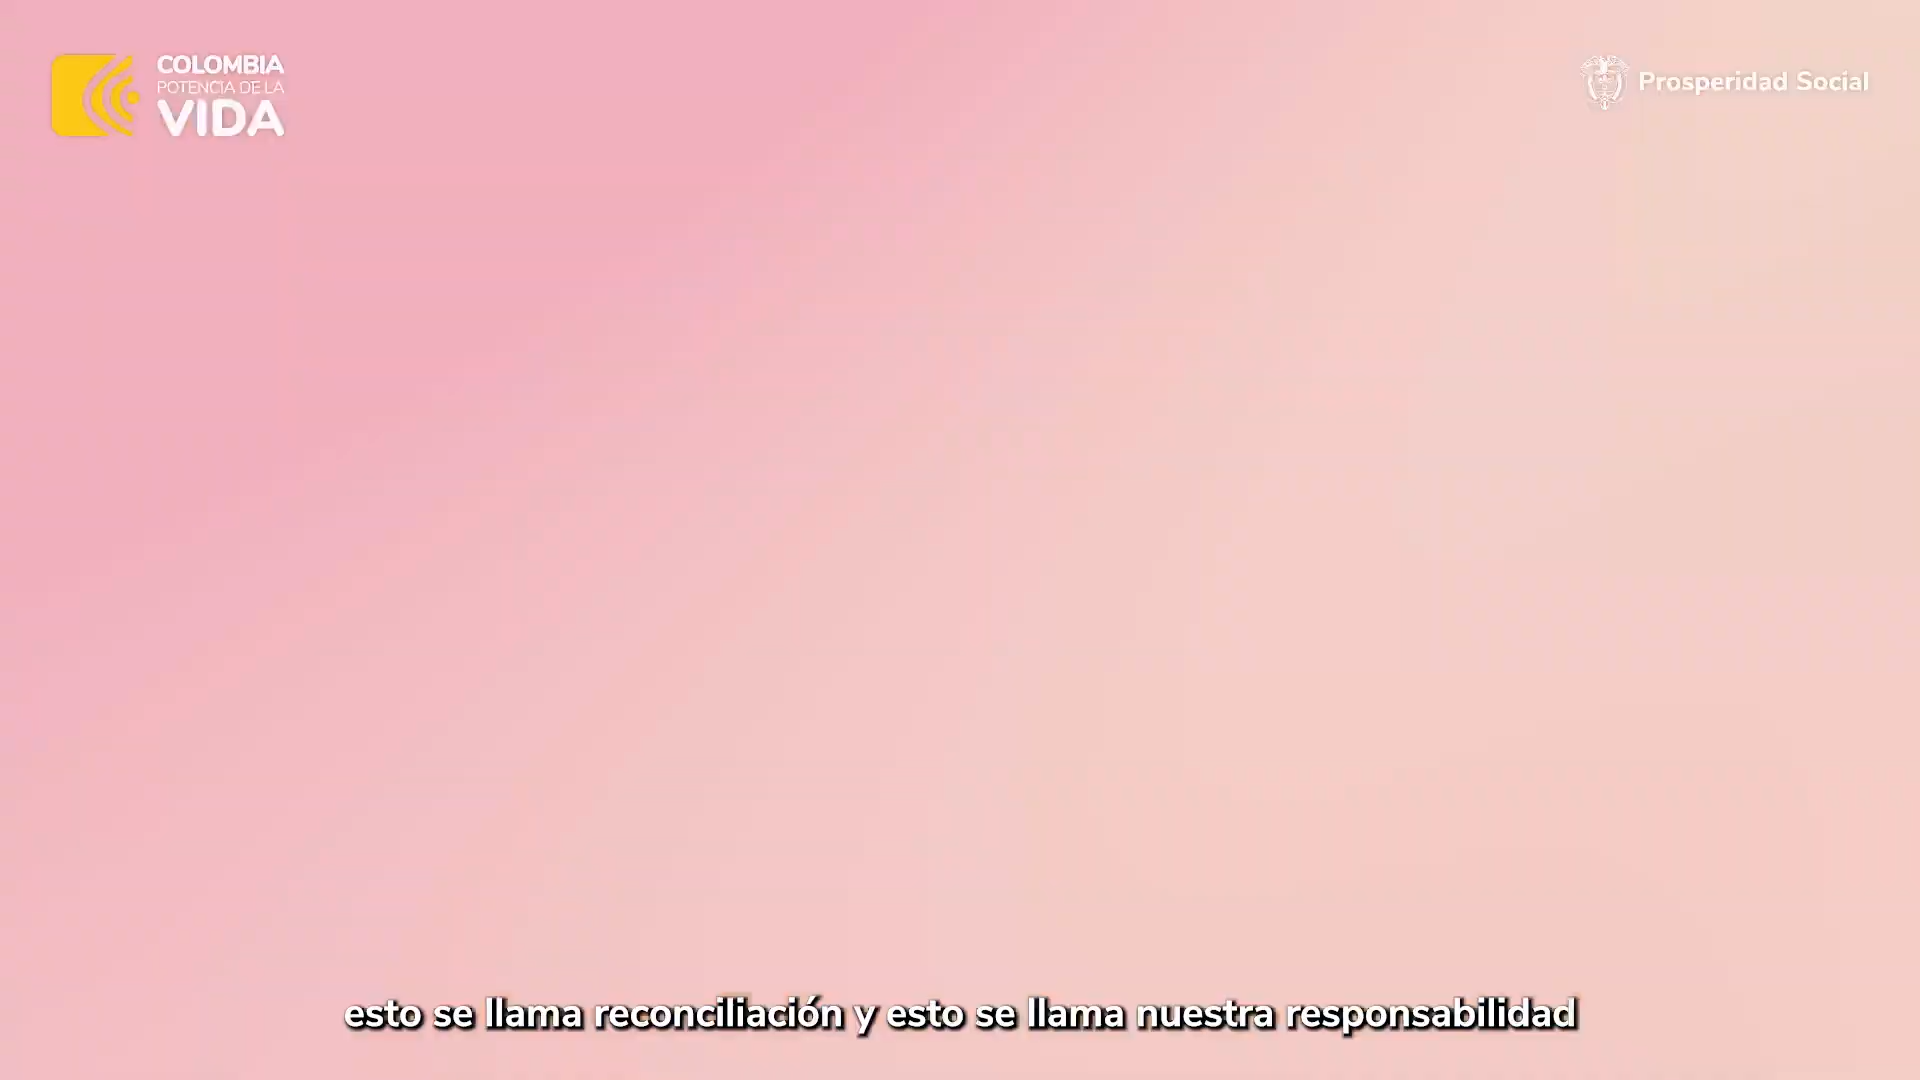 COLOMBIA
POTENCIA DE LA
VIDA
Prosperidad Social
esto se llama reconciliación y esto se llama nuestra responsabilidad